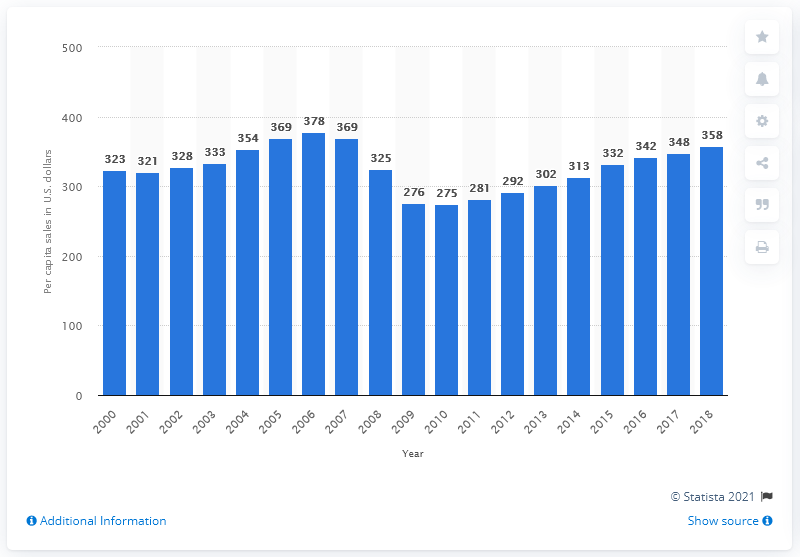 500
400
300
200
100
0
Per capita sales in U.S. dollars
323 321 328 333 354 369 378 369 325 276 275 281 292 302 313 332 342 348 358
2000 2001 2002 2003 2004 2005 2006 2007 2008 2009 2010 2011 2012 2013 2014 2015 2016 2017 2018
Year
© Statista 2021
Additional Information
Show source